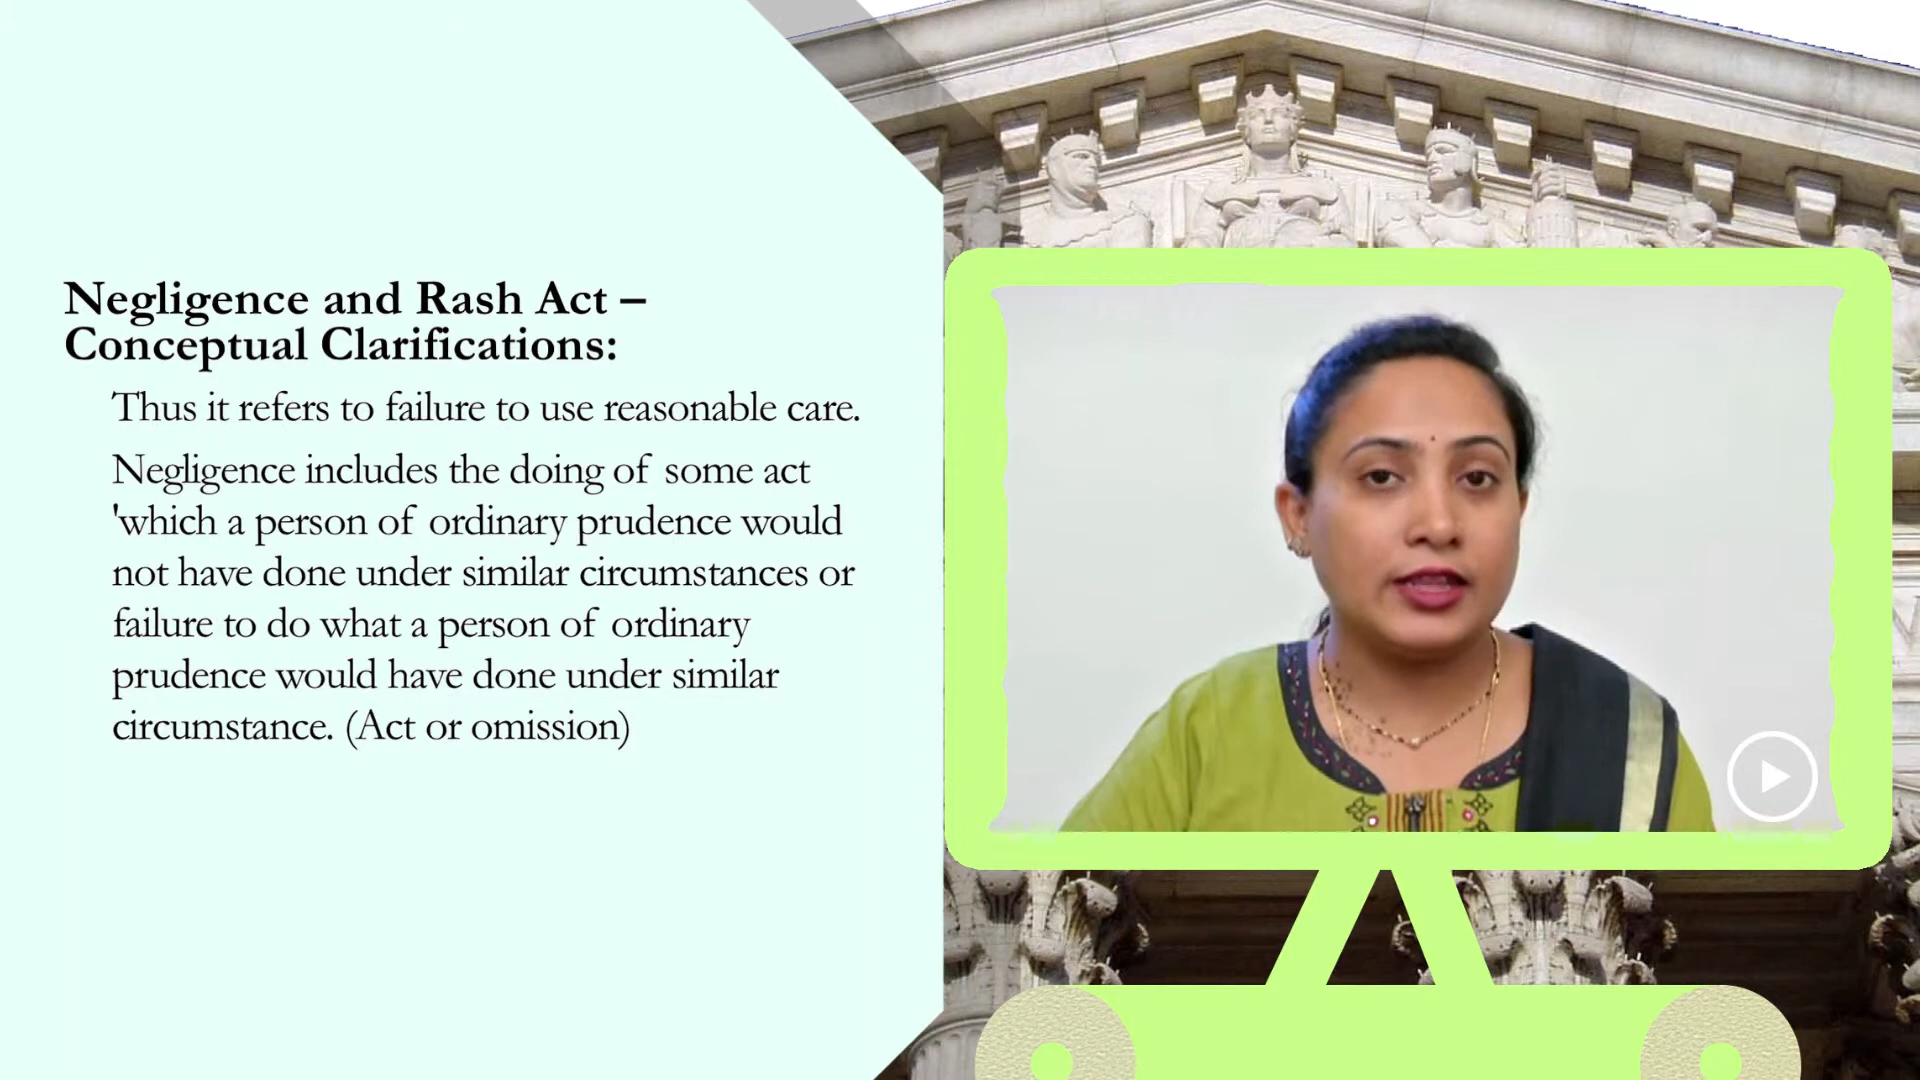 Negligence and Rash Act –
Conceptual Clarifications:
Thus it refers to failure to use reasonable care.
Negligence includes the doing of some act
'which a person of ordinary prudence would
not have done under similar circumstances or
failure to do what a person of ordinary
prudence would have done under similar
circumstance. (Act or omission)